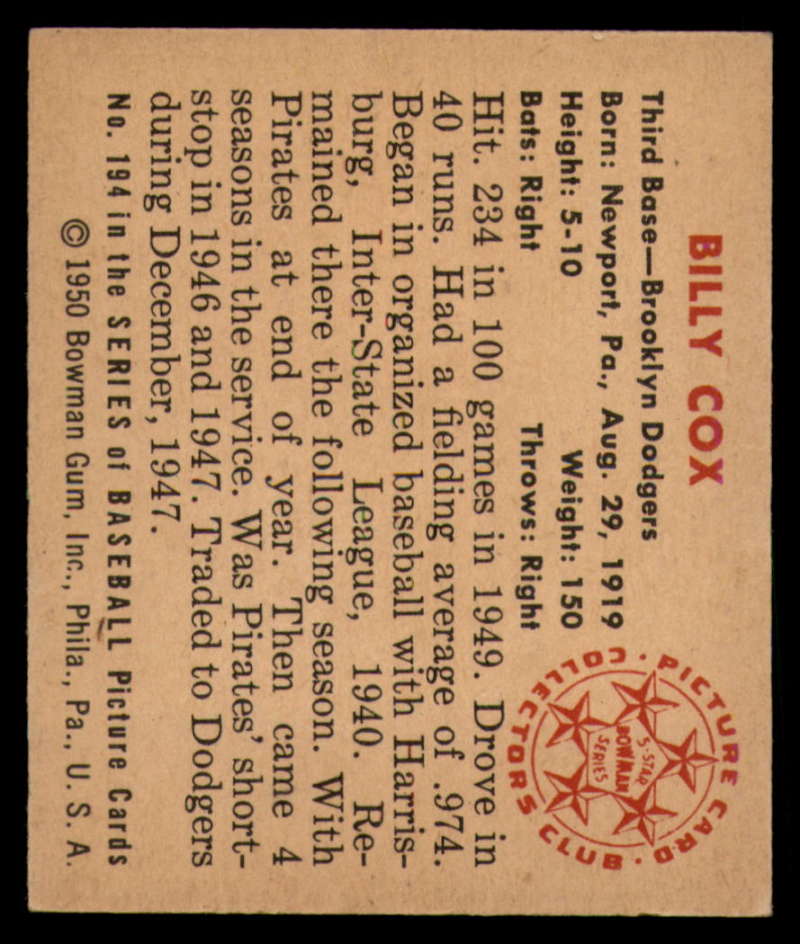 BILLY COX
Third Base—Brooklyn Dodgers
Born: Newport, Pa., Aug. 29, 1919
Height: 5-10 Weight: 150
Bats: Right Throws: Right
PICTURE CARD COLLECTORS CLUB
5-STAR
BOWMAN
SERIES
Hit. 234 in 100 games in 1949. Drove in
40 runs. Had a fielding average of .974.
Began in organized baseball with Harris-
burg, Inter-State League, 1940. Re-
mained there the following season. With
Pirates at end of year. Then came 4
seasons in the service. Was Pirates' short-
stop in 1946 and 1947. Traded to Dodgers
during December, 1947.
No. 194 in the SERIES of BASEBALL Picture Cards
© 1950 Bowman Gum, Inc., Phila., Pa., U. S. A.